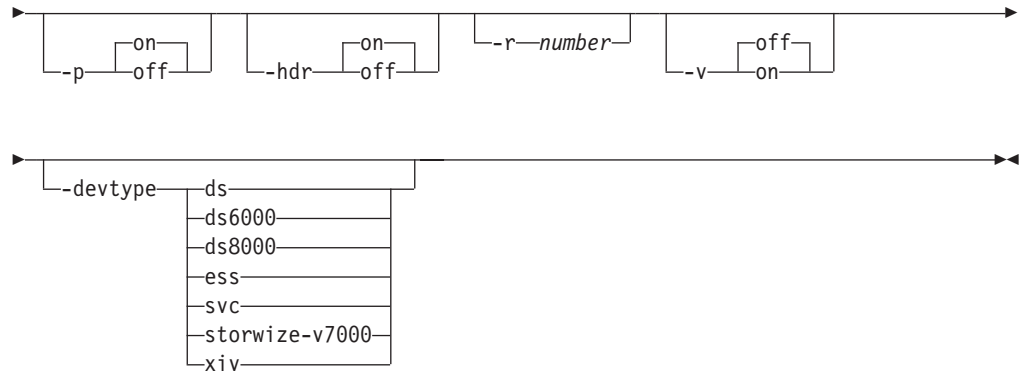 on on off
-p off -hdr off -r number -v on
-devtype ds
ds6000
ds8000
ess
svc
storwize-v7000
xiv